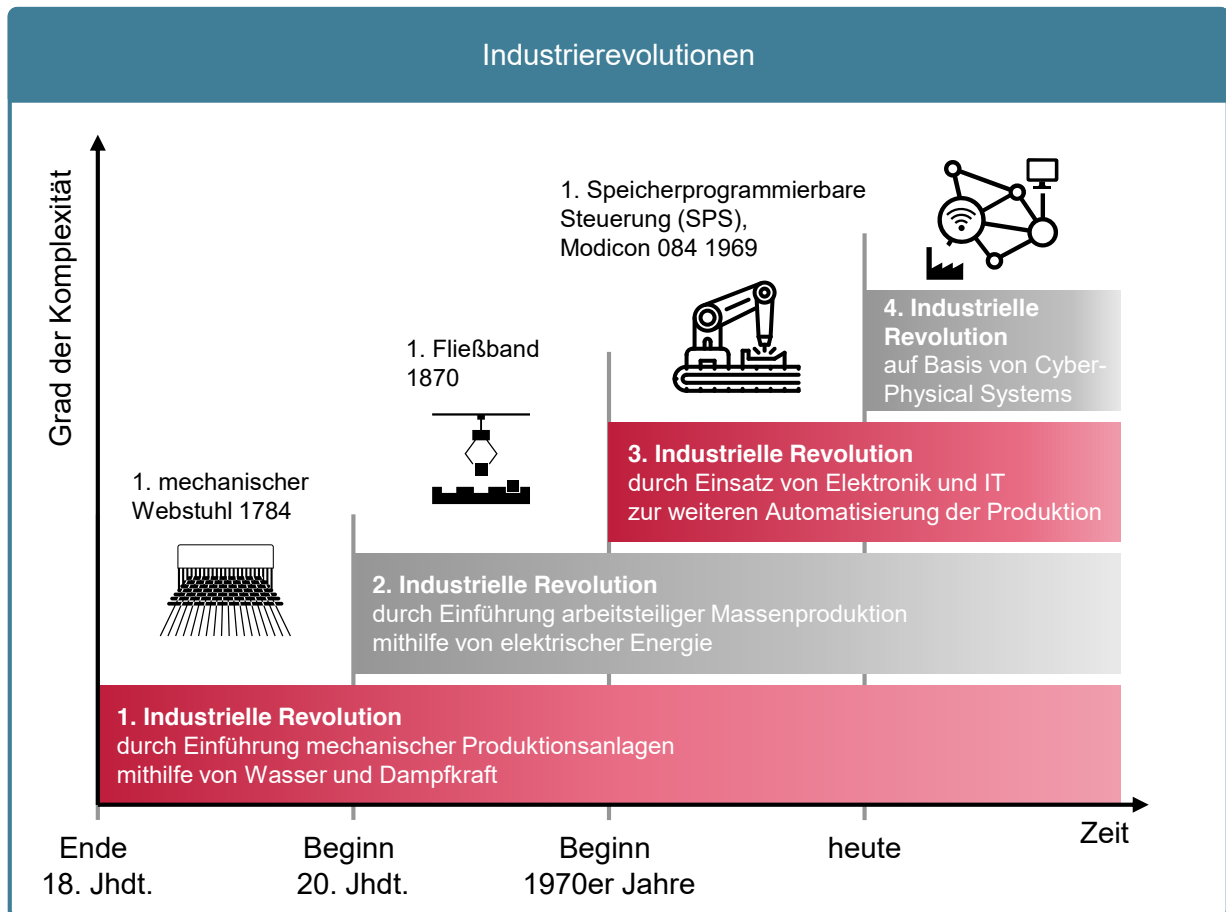 Industrierevolutionen
Grad der Komplexität
1. Speicherprogrammierbare
Steuerung (SPS),
Modicon 084 1969
4. Industrielle
Revolution
auf Basis von Cyber-
Physical Systems
1. Fließband
1870
3. Industrielle Revolution
durch Einsatz von Elektronik und IT
zur weiteren Automatisierung der Produktion
1. mechanischer
Webstuhl 1784
2. Industrielle Revolution
durch Einführung arbeitsteiliger Massenproduktion
mithilfe von elektrischer Energie
1. Industrielle Revolution
durch Einführung mechanischer Produktionsanlagen
mithilfe von Wasser und Dampfkraft
Zeit
Ende
18. Jhdt.
Beginn
20. Jhdt.
Beginn
1970er Jahre
heute